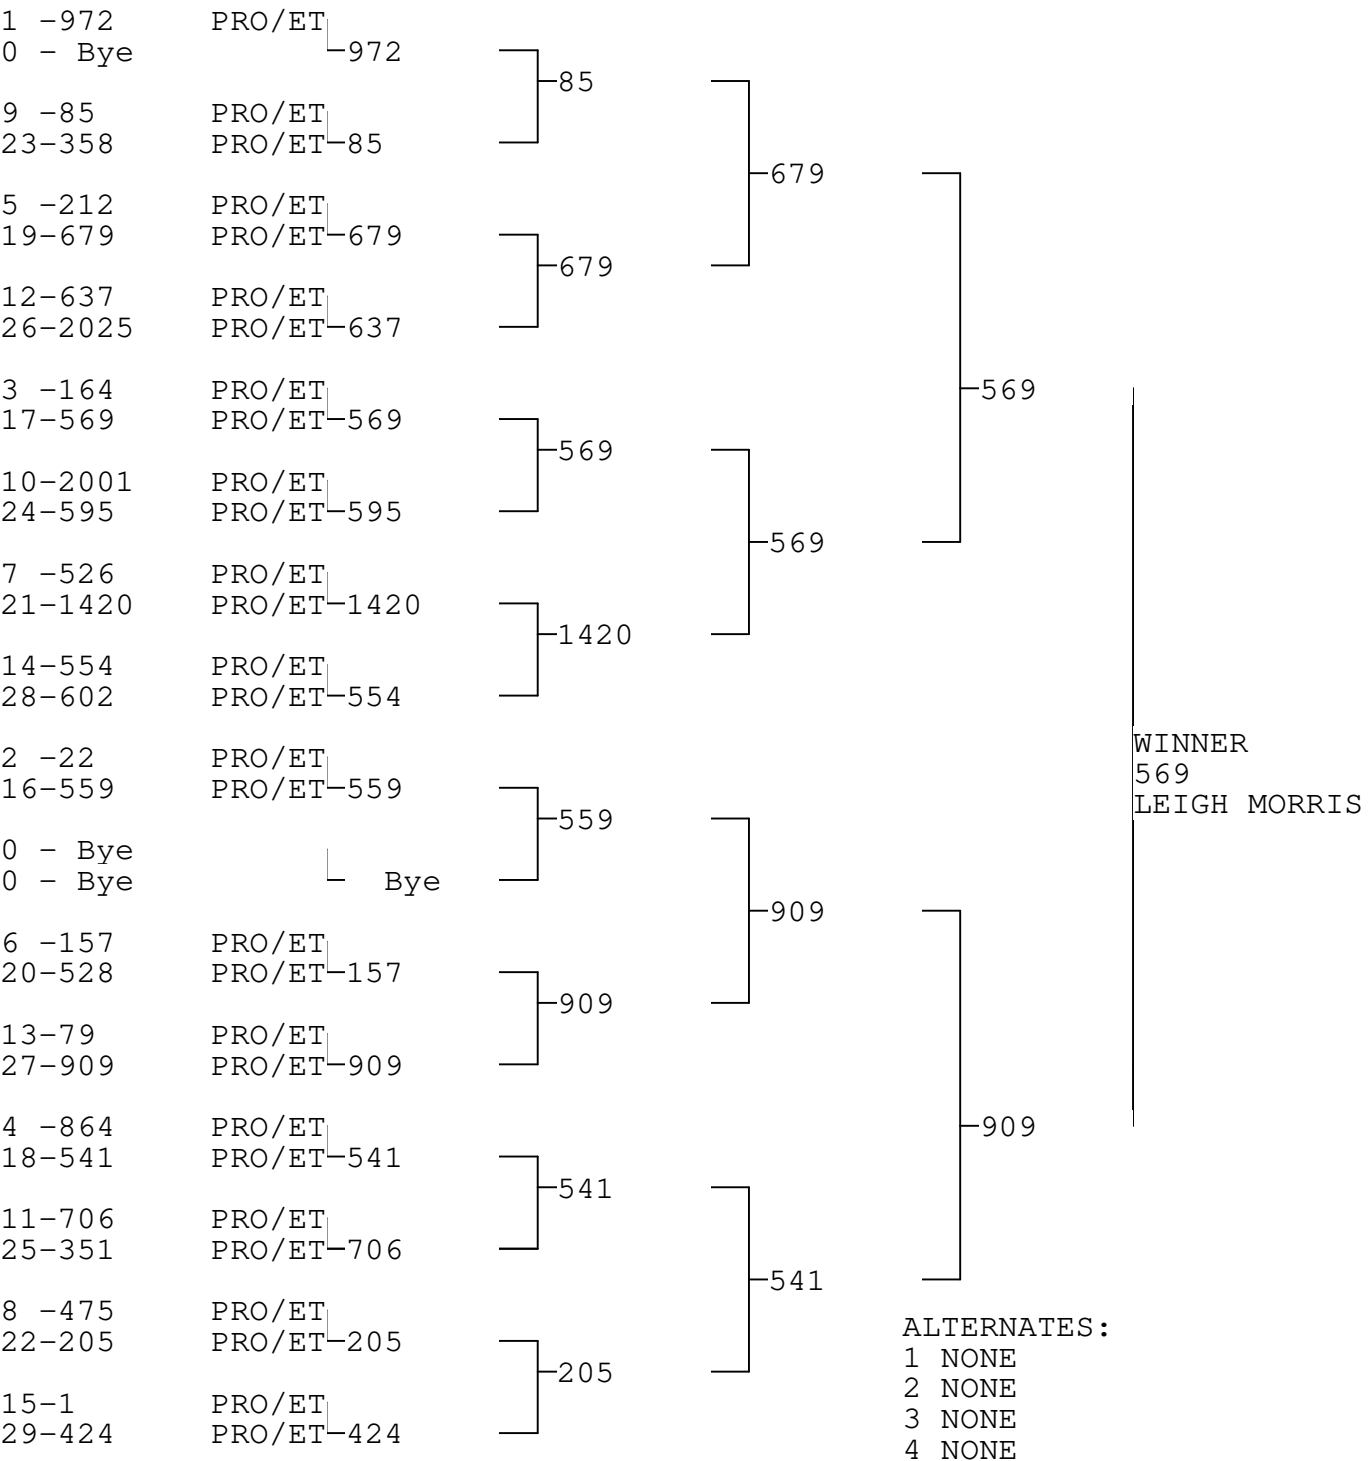 1 -972 PRO/ET
0 - Bye 972
85
9 -85 PRO/ET
23-358 PRO/ET 85
679
5 -212 PRO/ET
19-679 PRO/ET 679
679
12-637 PRO/ET
26-2025 PRO/ET 637
3 -164 PRO/ET 569
17-569 PRO/ET 569
569
10-2001 PRO/ET
24-595 PRO/ET 595
569
7 -526 PRO/ET
21-1420 PRO/ET 1420
1420
14-554 PRO/ET
28-602 PRO/ET 554
WINNER
2 -22 PRO/ET
569
16-559 PRO/ET 559
LEIGH MORRIS
559
0 - Bye
0 - Bye Bye
909
6 -157 PRO/ET
20-528 PRO/ET 157
909
13-79 PRO/ET
27-909 PRO/ET 909
4 -864 PRO/ET 909
18-541 PRO/ET 541
541
11-706 PRO/ET
25-351 PRO/ET 706
541
8 -475 PRO/ET
22-205 PRO/ET 205
205
15-1 PRO/ET
29-424 PRO/ET 424
ALTERNATES:
1 NONE
2 NONE
3 NONE
4 NONE